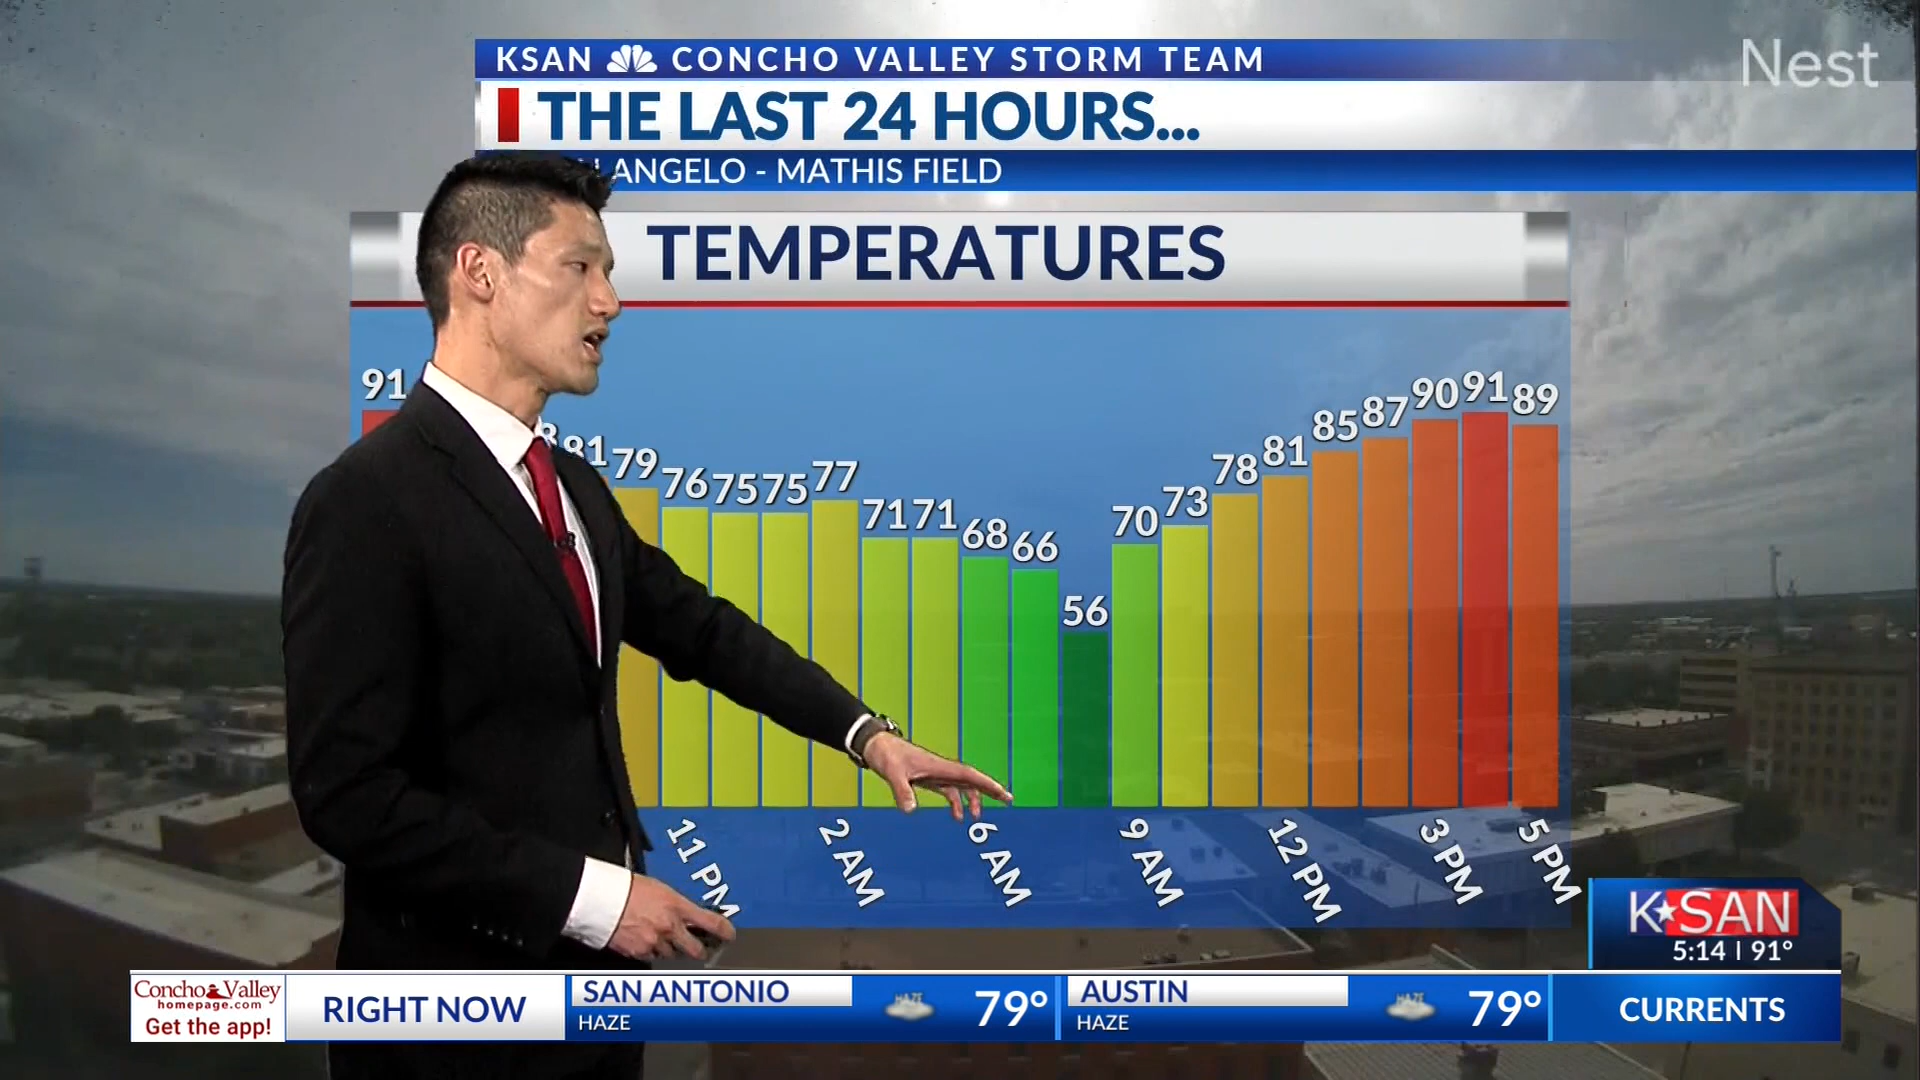 KSAN CONCHO VALLEY STORM TEAM
Nest
THE LAST 24 HOURS...
ANGELO - MATHIS FIELD
TEMPERATURES
91 81 79 76 75 75 77 71 71 68 66 56 70 73 78 81 85 87 90 91 89
11 PM 2 AM 6 AM 9 AM 12 PM 3 PM 5 PM
K SAN
5:14 | 91°
Concho Valley
homepage.com
Get the app!
RIGHT NOW
SAN ANTONIO
HAZE
HAZE
79°
AUSTIN
HAZE
HAZE
79°
CURRENTS